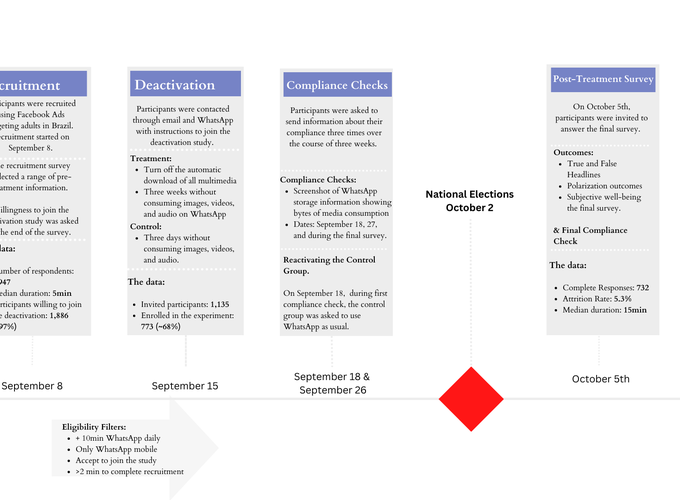 cruitment
icipants were recruited
sing Facebook Ads
geting adults in Brazil.
cruitment started on
September 8.
e recruitment survey
lected a range of pre-
atment information.
illingness to join the
ivation study was asked
he end of the survey.
data:
umber of respondents:
947
edian duration: 5min
rticipants willing to join
e deactivation: 1,886
97%)
September 8
Deactivation
Participants were contacted
through email and WhatsApp
with instructions to join the
deactivation study.
Treatment:
• Turn off the automatic
download of all multimedia
• Three weeks without
consuming images, videos,
and audio on WhatsApp
Control:
• Three days without
consuming images, videos,
and audio.
The data:
• Invited participants: 1,135
• Enrolled in the experiment:
773 (~68%)
September 15
Compliance Checks
Participants were asked to
send information about their
compliance three times over
the course of three weeks.
Compliance Checks:
• Screenshot of WhatsApp
storage information showing
bytes of media consumption
• Dates: September 18, 27,
and during the final survey.
Reactivating the Control
Group.
On September 18, during first
compliance check, the control
group was asked to use
WhatsApp as usual.
September 18 &
September 26
National Elections
October 2
Post-Treatment Survey
On October 5th,
participants were invited to
answer the final survey.
Outcomes:
• True and False
Headlines
• Polarization outcomes
• Subjective well-being
the final survey.
& Final Compliance
Check
The data:
• Complete Responses: 732
• Attrition Rate: 5.3%
• Median duration: 15min
October 5th
Eligibility Filters:
• + 10min WhatsApp daily
• Only WhatsApp mobile
• Accept to join the study
• >2 min to complete recruitment